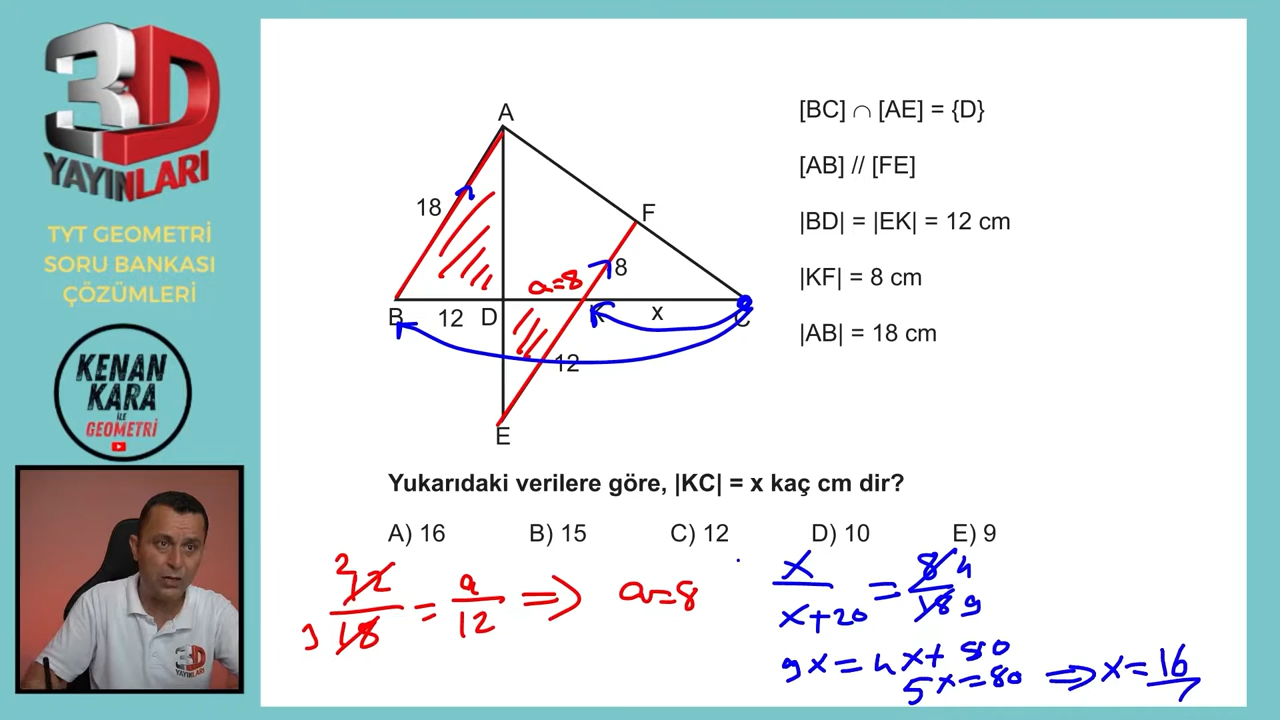 3D
YAYINLARI
TYT GEOMETRİ
SORU BANKASI
ÇÖZÜMLERİ
KENAN
KARA
İLE
GEOMETRİ
3D
YAYINLARI
A
18
F
8
a=8
B
12
D
K
x
C
12
E
[BC] ∩ [AE] = {D}
[AB] // [FE]
|BD| = |EK| = 12 cm
|KF| = 8 cm
|AB| = 18 cm
Yukarıdaki verilere göre, |KC| = x kaç cm dir?
A) 16 B) 15 C) 12 D) 10 E) 9
2 12 / 3 18 = a / 12 ⇒ a=8
x / x+20 = 8 4 / 18 9
9x = 4x + 80
5x = 80 ⇒ x = 16